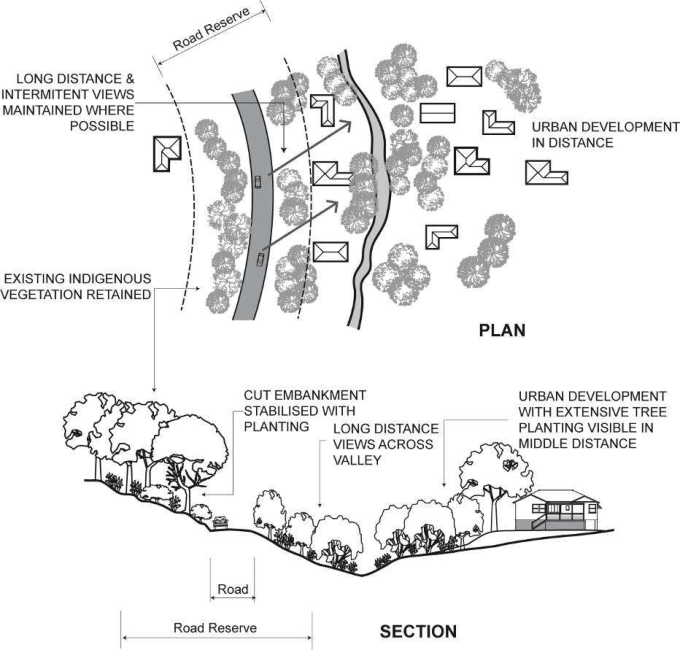 Road Reserve
LONG DISTANCE &
INTERMITENT VIEWS
MAINTAINED WHERE
POSSIBLE
URBAN DEVELOPMENT
IN DISTANCE
EXISTING INDIGENOUS
VEGETATION RETAINED
PLAN
CUT EMBANKMENT
STABILISED WITH
PLANTING
LONG DISTANCE
VIEWS ACROSS
VALLEY
URBAN DEVELOPMENT
WITH EXTENSIVE TREE
PLANTING VISIBLE IN
MIDDLE DISTANCE
Road
Road Reserve
SECTION